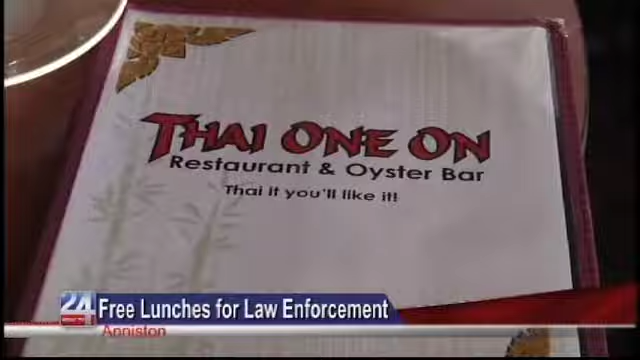 THAI ONE ON
Restaurant & Oyster Bar
Thai it you'll like it!
24
Free Lunches for Law Enforcement
Anniston